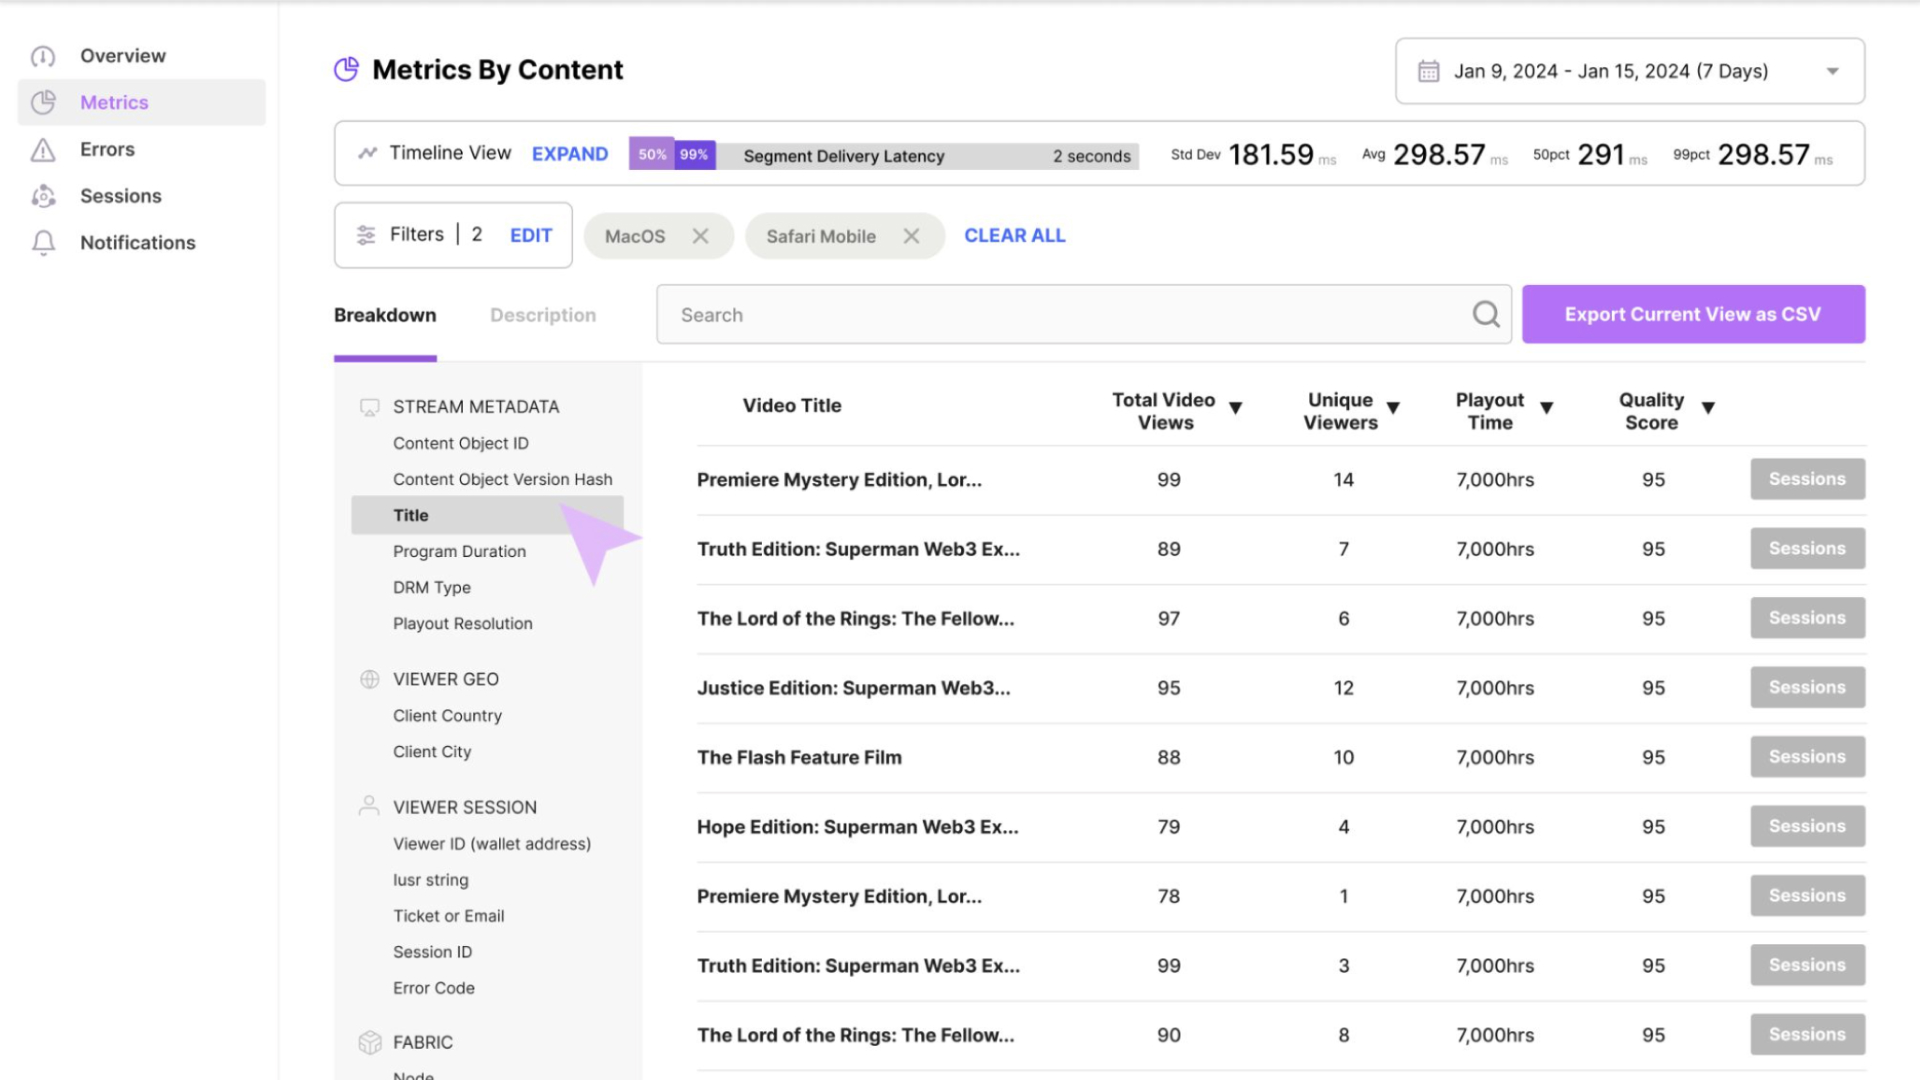 Overview
Metrics
Errors
Sessions
Notifications
Metrics By Content
Jan 9, 2024 - Jan 15, 2024 (7 Days)
Timeline View EXPAND 50% 99% Segment Delivery Latency 2 seconds Std Dev 181.59 ms Avg 298.57 ms 50pct 291 ms 99pct 298.57 ms
Filters | 2 EDIT MacOS Safari Mobile CLEAR ALL
Breakdown Description Search Export Current View as CSV
STREAM METADATA
Content Object ID
Content Object Version Hash
Title
Program Duration
DRM Type
Playout Resolution
VIEWER GEO
Client Country
Client City
VIEWER SESSION
Viewer ID (wallet address)
Iusr string
Ticket or Email
Session ID
Error Code
FABRIC
Node
Video Title Total Video Views Unique Viewers Playout Time Quality Score
Premiere Mystery Edition, Lor... 99 14 7,000hrs 95 Sessions
Truth Edition: Superman Web3 Ex... 89 7 7,000hrs 95 Sessions
The Lord of the Rings: The Fellow... 97 6 7,000hrs 95 Sessions
Justice Edition: Superman Web3... 95 12 7,000hrs 95 Sessions
The Flash Feature Film 88 10 7,000hrs 95 Sessions
Hope Edition: Superman Web3 Ex... 79 4 7,000hrs 95 Sessions
Premiere Mystery Edition, Lor... 78 1 7,000hrs 95 Sessions
Truth Edition: Superman Web3 Ex... 99 3 7,000hrs 95 Sessions
The Lord of the Rings: The Fellow... 90 8 7,000hrs 95 Sessions